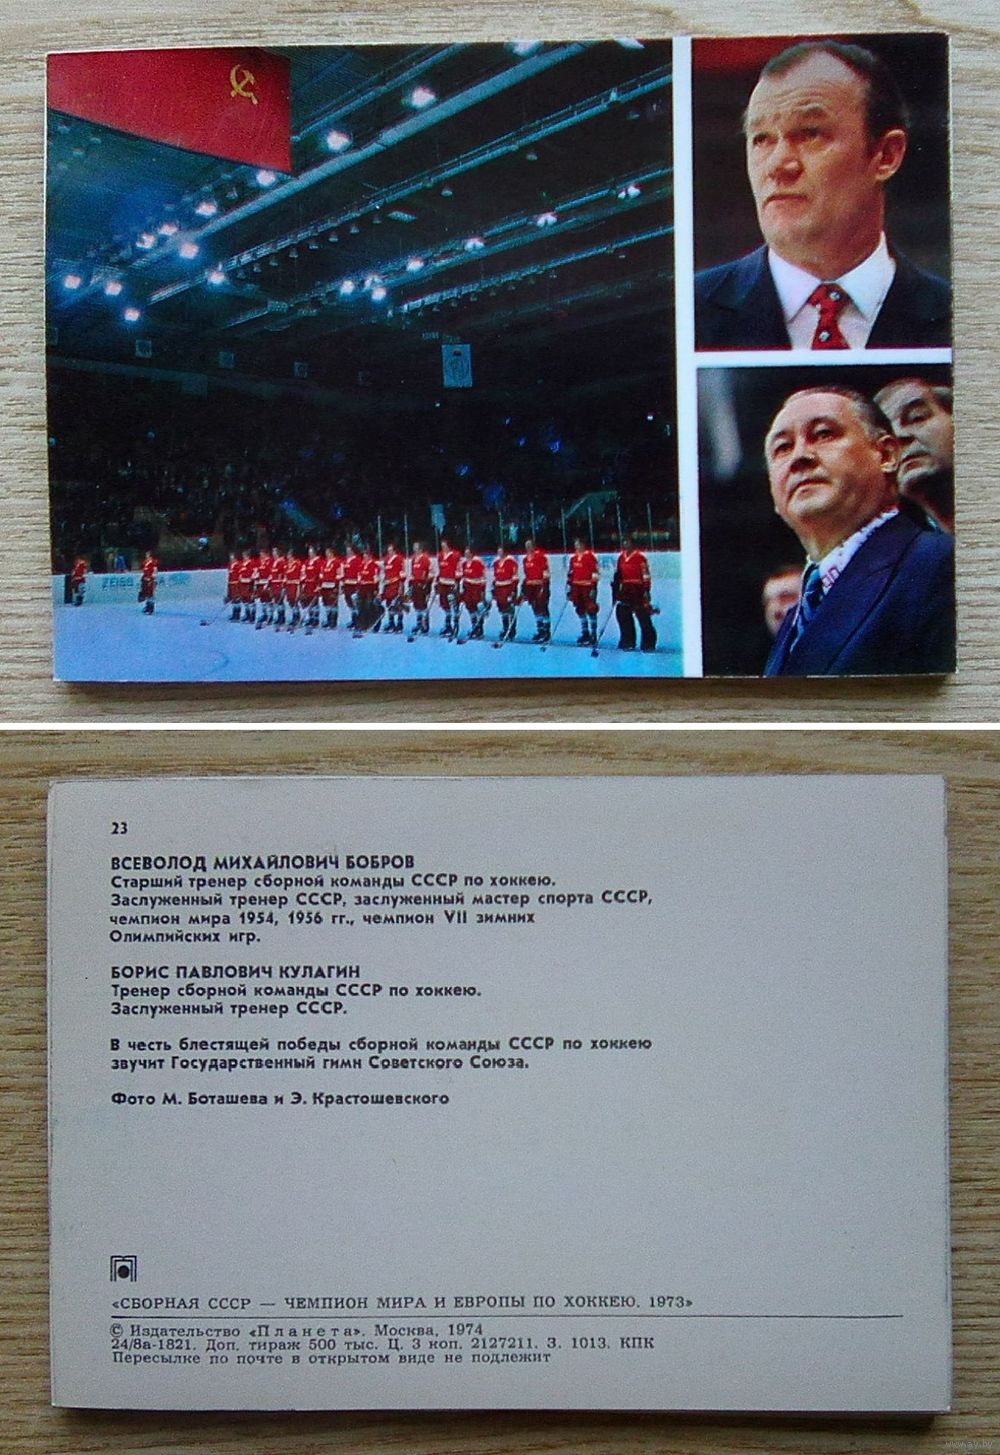 ZEISS
23
ВСЕВОЛОД МИХАЙЛОВИЧ БОБРОВ
Старший тренер сборной команды СССР по хоккею.
Заслуженный тренер СССР, заслуженный мастер спорта СССР,
чемпион мира 1954, 1956 гг., чемпион VII зимних
Олимпийских игр.
БОРИС ПАВЛОВИЧ КУЛАГИН
Тренер сборной команды СССР по хоккею.
Заслуженный тренер СССР.
В честь блестящей победы сборной команды СССР по хоккею
звучит Государственный гимн Советского Союза.
Фото М. Боташева и Э. Крастошевского
«СБОРНАЯ СССР — ЧЕМПИОН МИРА И ЕВРОПЫ ПО ХОККЕЮ. 1973»
© Издательство «Планета». Москва, 1974
24/8а-1821. Доп. тираж 500 тыс. Ц. 3 коп. 2127211. З. 1013. КПК
Пересылке по почте в открытом виде не подлежит
www.ay.by